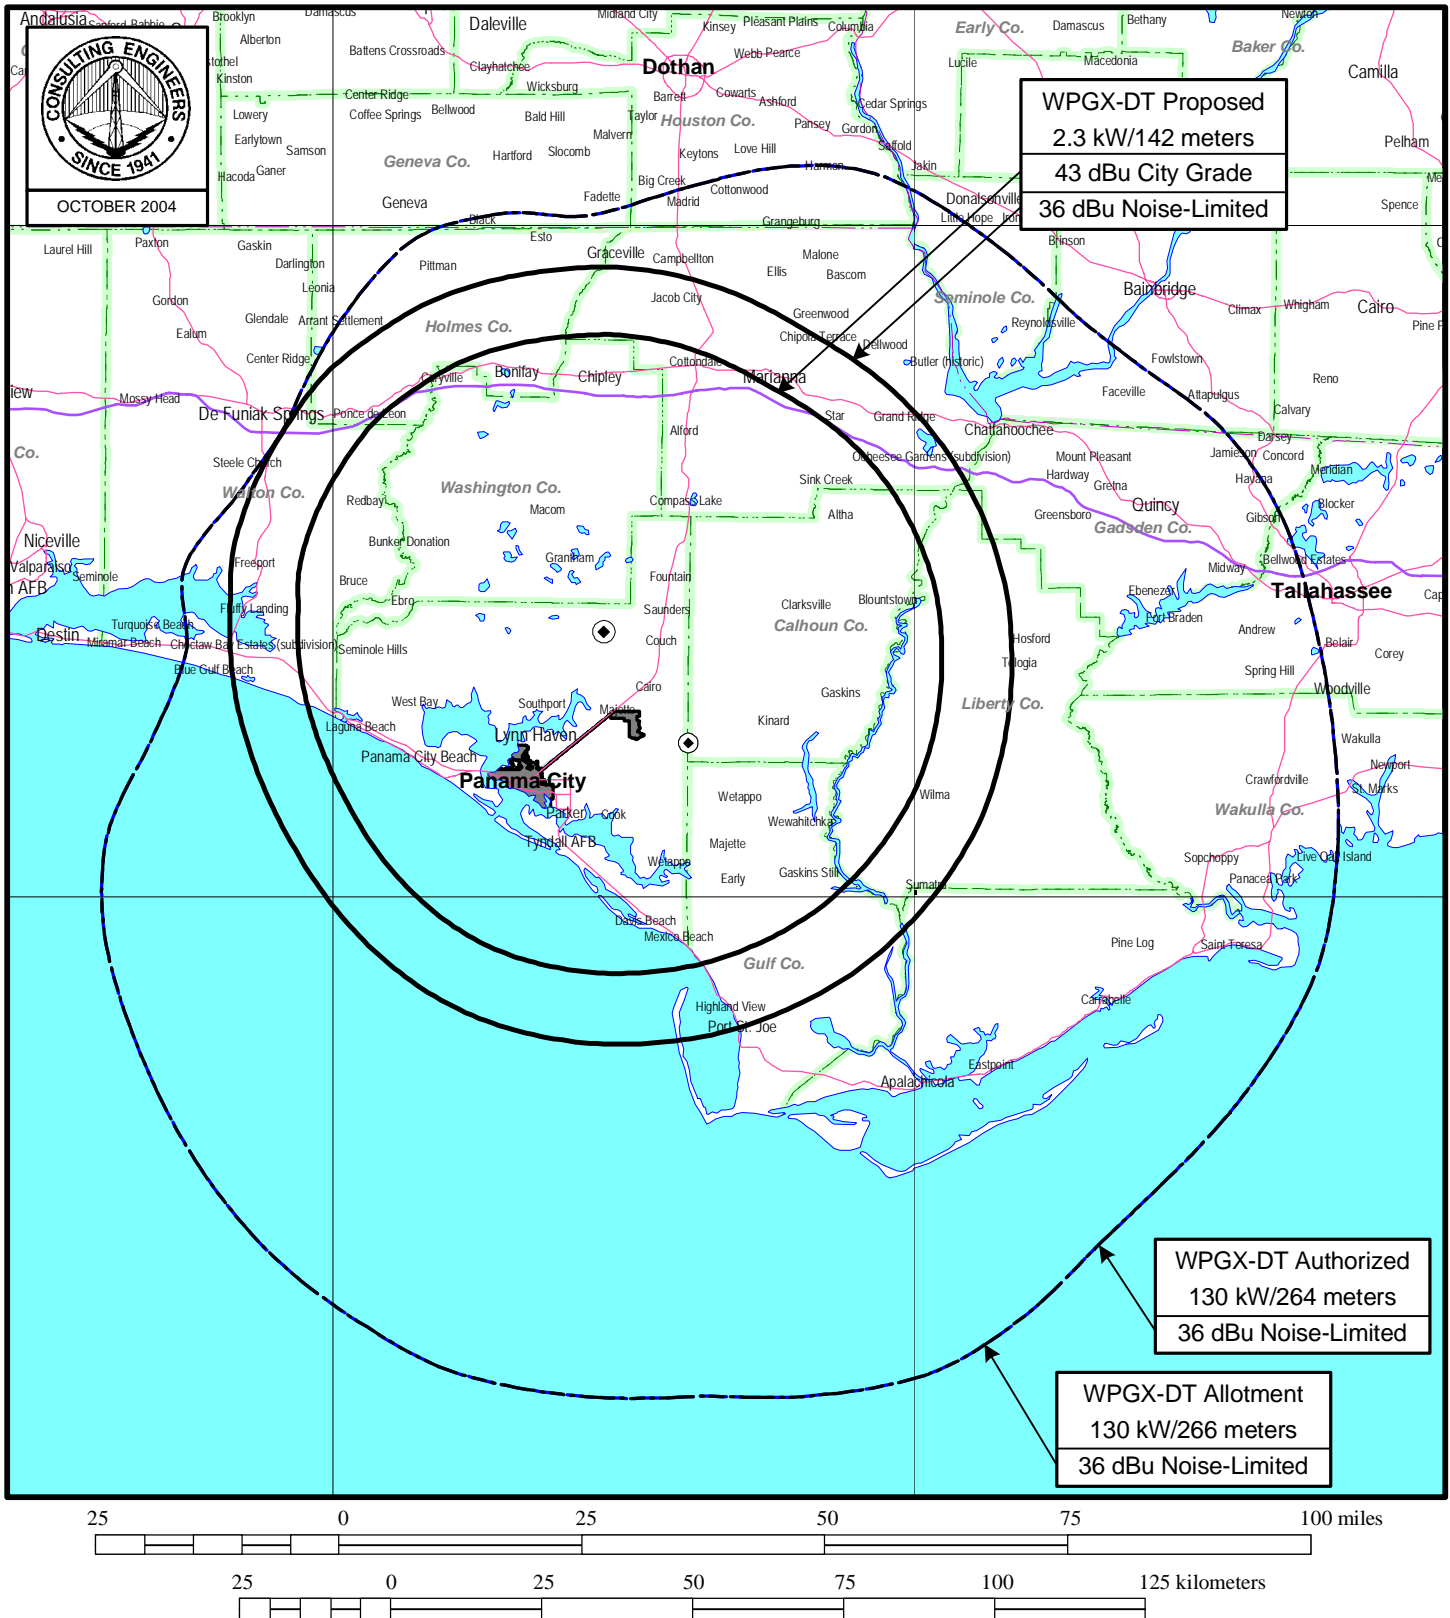 Andalusia
Sanford
Babbie
Brooklyn
Damascus
Daleville
Midland City
Kinsey
Pleasant Plains
Columbia
Early Co.
Damascus
Bethany
Newton
Baker Co.
Camilla
Alberton
Kinston
Battens Crossroads
Clayhatchee
Dothan
Webb
Pearce
Lucile
Macedonia
CONSULTING ENGINEERS
SINCE 1941
OCTOBER 2004
WPGX-DT Proposed
2.3 kW/142 meters
43 dBu City Grade
36 dBu Noise-Limited
Center Ridge
Wicksburg
Barrett
Cowarts
Ashford
Cedar Springs
Lowery
Coffee Springs
Bellwood
Bald Hill
Taylor
Houston Co.
Pansey
Gordon
Earlytown
Samson
Malvern
Saffold
Pelham
Geneva Co.
Hartford
Slocomb
Keytons
Love Hill
Hacoda
Ganer
Big Creek
Harmon
Jakin
Geneva
Fadette
Madrid
Cottonwood
Donalsonville
Spence
Black
Grangeburg
Little Hope
Iron
Laurel Hill
Paxton
Gaskin
Esto
Brinson
Darlington
Pittman
Graceville
Campbellton
Malone
Ellis
Bascom
Leonia
Gordon
Jacob City
Seminole Co.
Bainbridge
Climax
Whigham
Cairo
Glendale
Arrant Settlement
Holmes Co.
Greenwood
Reynoldsville
Ealum
Chipola Terrace
Dellwood
Center Ridge
Cottondale
Butler (historic)
Fowlstown
Caryville
Bonifay
Chipley
Marianna
Reno
Mossy Head
De Funiak Springs
Ponce de Leon
Star
Grand Ridge
Faceville
Attapulgus
Calvary
Alford
Chattahoochee
Darsey
Co.
Steele Church
Ocheesee Gardens (subdivision)
Mount Pleasant
Jamieson
Concord
Walton Co.
Washington Co.
Sink Creek
Hardway
Gretna
Havana
Meridian
Redbay
Macom
Compass Lake
Altha
Greensboro
Quincy
Gibson
Blocker
Gadsden Co.
Niceville
Bunker Donation
Grantham
Valparaiso
Seminole
Freeport
Bruce
Fountain
Midway
Bellwood Estates
AFB
Ebro
Saunders
Clarksville
Blountstown
Ebenezer
Tallahassee
Fluffy Landing
Calhoun Co.
Fort Braden
Turquoise Beach
Andrew
Destin
Miramar Beach
Choctaw Bay Estates (subdivision)
Seminole Hills
Couch
Hosford
Belair
Corey
Blue Gulf Beach
Telogia
Spring Hill
Cairo
Gaskins
Woodville
West Bay
Southport
Majette
Liberty Co.
Laguna Beach
Kinard
Lynn Haven
Wakulla
Panama City Beach
Newport
Panama City
Crawfordville
St. Marks
Wetappo
Wilma
Parker
Cook
Wewahitchka
Wakulla Co.
Tyndall AFB
Majette
Wetappo
Sopchoppy
Live Oak Island
Early
Gaskins Still
Sumatra
Panacea Park
Davis Beach
Mexico Beach
Pine Log
Saint Teresa
Gulf Co.
Highland View
Carrabelle
Port St. Joe
Eastpoint
Apalachicola
WPGX-DT Authorized
130 kW/264 meters
36 dBu Noise-Limited
WPGX-DT Allotment
130 kW/266 meters
36 dBu Noise-Limited
25 0 25 50 75 100 miles
25 0 25 50 75 100 125 kilometers